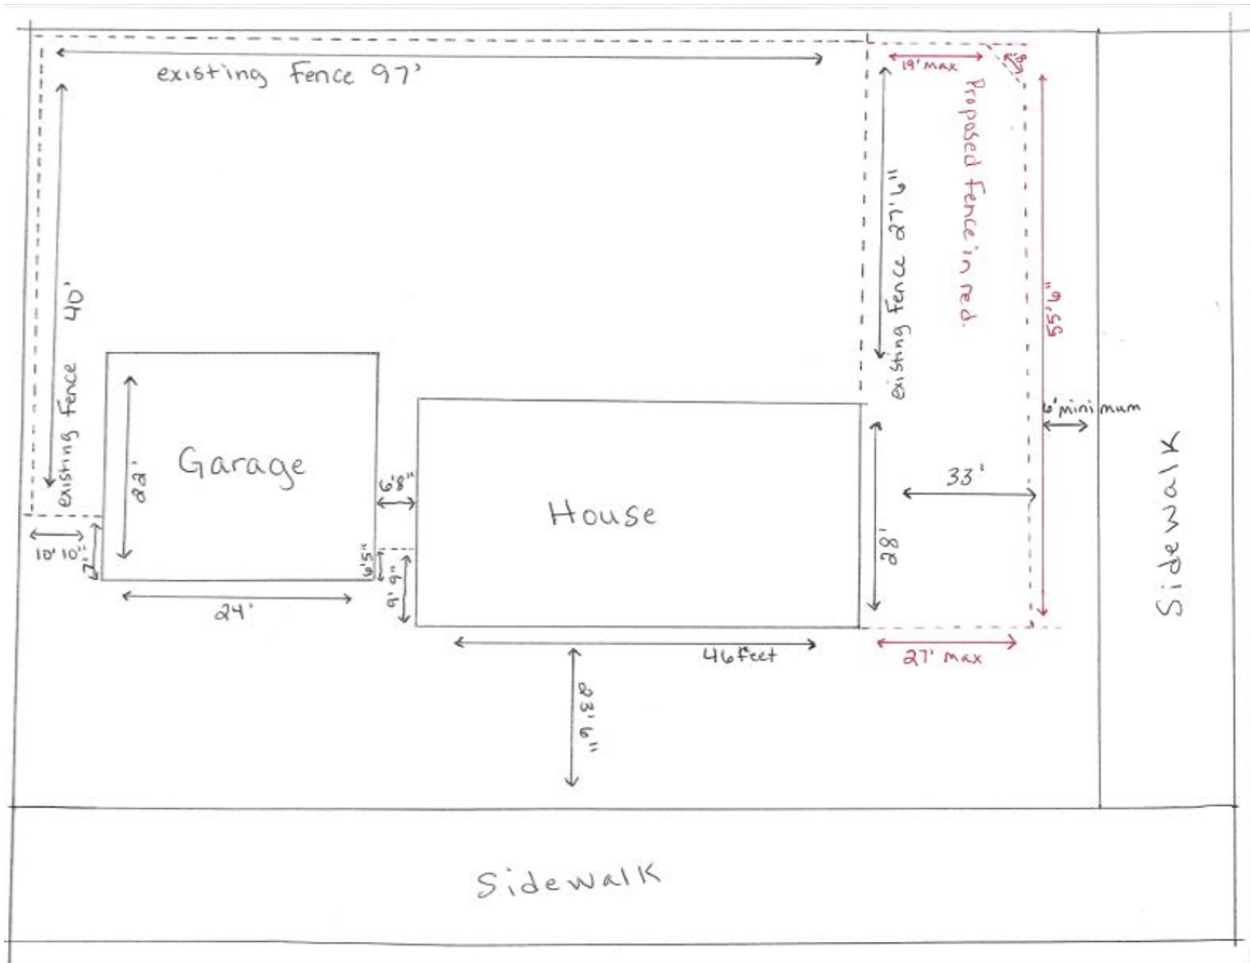 existing Fence 97'
19' max
8'
Proposed Fence in red.
existing Fence 27'6"
existing Fence 40'
55'6"
6' minimum
Garage
22'
6'8"
House
28'
33'
Sidewalk
10'10"
7'
6'5"
9'9"
24'
46 feet
27' max
23'6"
Sidewalk